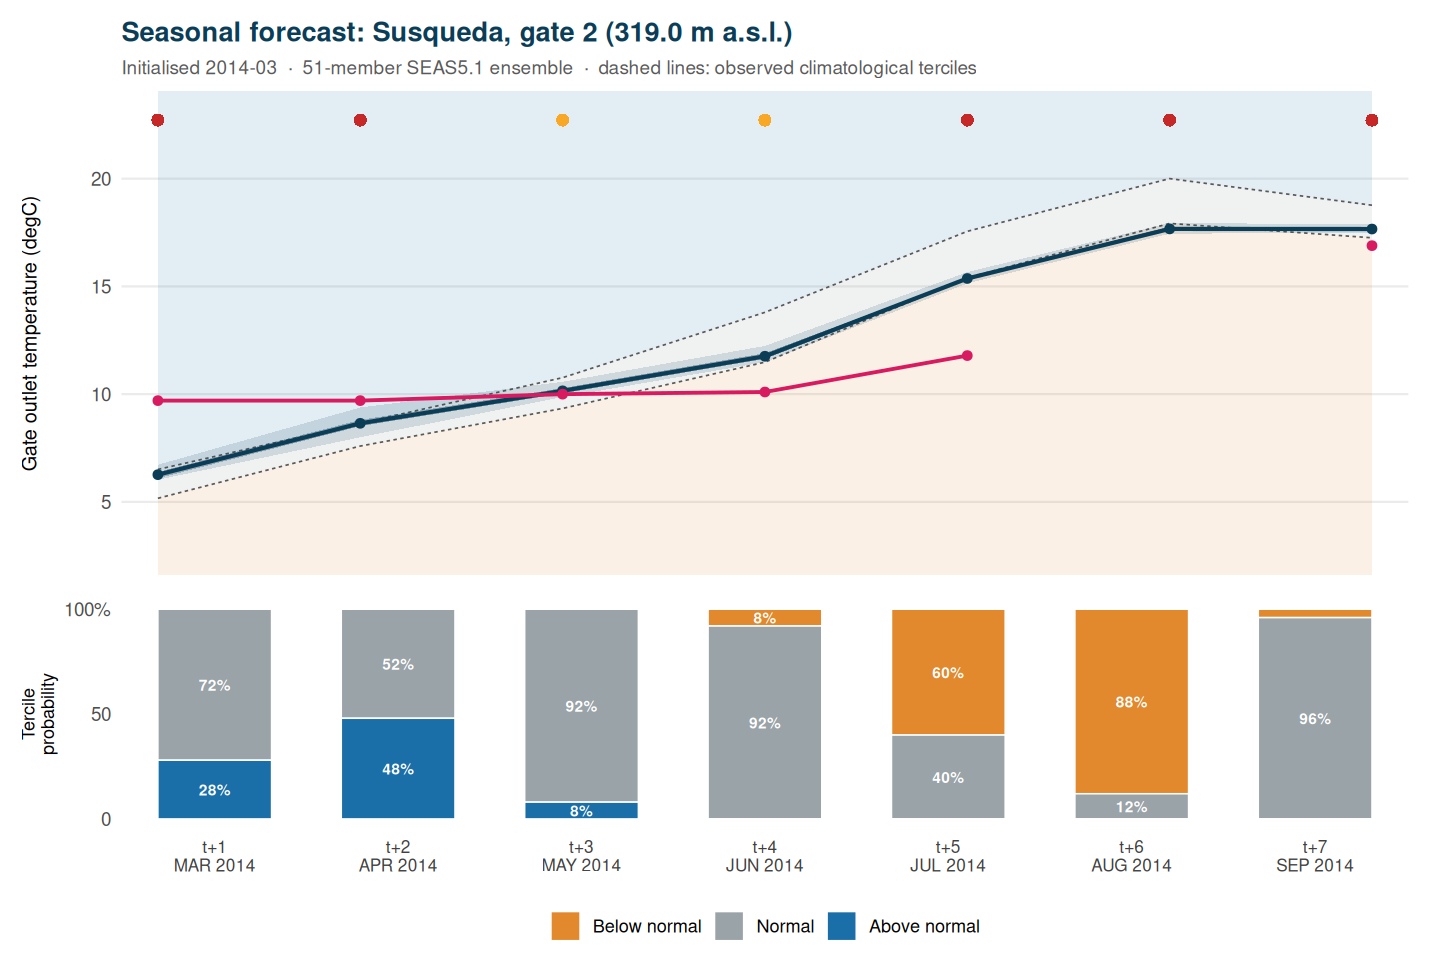 Seasonal forecast: Susqueda, gate 2 (319.0 m a.s.l.)
Initialised 2014-03 · 51-member SEAS5.1 ensemble · dashed lines: observed climatological terciles
Gate outlet temperature (degC)
20
15
10
5
Tercile
probability
100%
50
0
72%
28%
52%
48%
92%
8%
8%
92%
60%
40%
88%
12%
96%
t+1
MAR 2014
t+2
APR 2014
t+3
MAY 2014
t+4
JUN 2014
t+5
JUL 2014
t+6
AUG 2014
t+7
SEP 2014
Below normal
Normal
Above normal